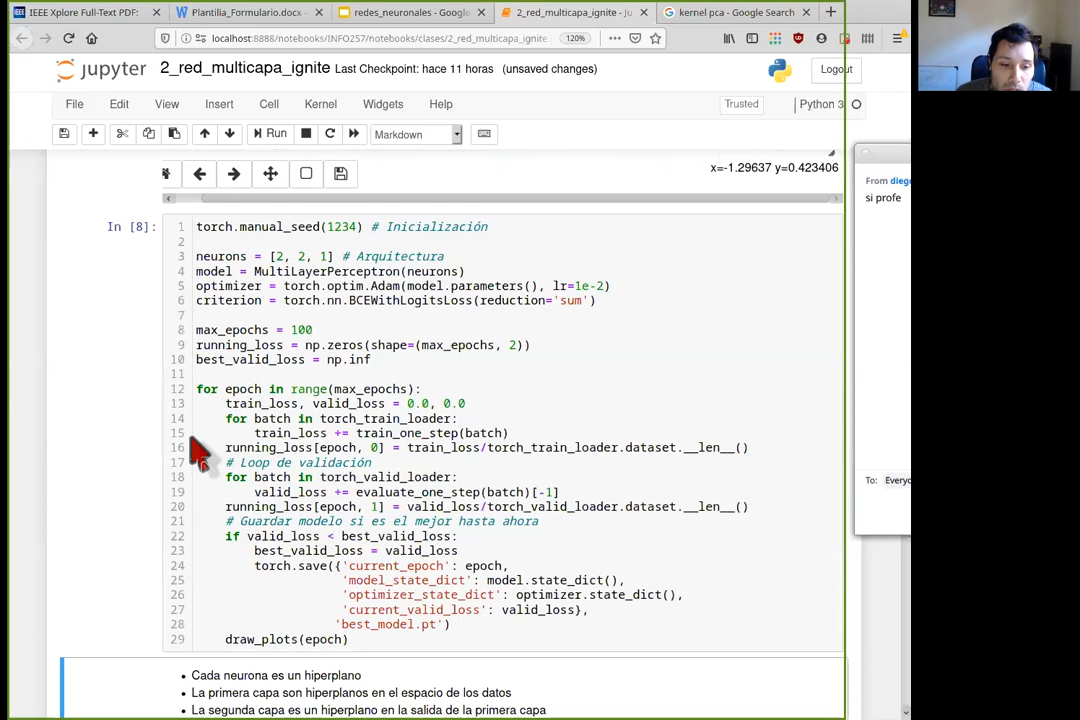 IEEE Xplore Full-Text PDF:
Plantilla_Formulario.docx -
redes_neuronales - Google
2_red_multicapa_ignite - Ju
kernel pca - Google Search
localhost:8888/notebooks/INFO257/notebooks/clases/2_red_multicapa_ignite.
120%
jupyter 2_red_multicapa_ignite Last Checkpoint: hace 11 horas (unsaved changes)
Logout
File Edit View Insert Cell Kernel Widgets Help
Trusted
Python 3
Run
Markdown
x=-1.29637 y=0.423406
From diego
si profe
To: Everyo
In [8]:
1 torch.manual_seed(1234) # Inicialización
2
3 neurons = [2, 2, 1] # Arquitectura
4 model = MultiLayerPerceptron(neurons)
5 optimizer = torch.optim.Adam(model.parameters(), lr=1e-2)
6 criterion = torch.nn.BCEWithLogitsLoss(reduction='sum')
7
8 max_epochs = 100
9 running_loss = np.zeros(shape=(max_epochs, 2))
10 best_valid_loss = np.inf
11
12 for epoch in range(max_epochs):
13 train_loss, valid_loss = 0.0, 0.0
14 for batch in torch_train_loader:
15 train_loss += train_one_step(batch)
16 running_loss[epoch, 0] = train_loss/torch_train_loader.dataset.__len__()
17 # Loop de validación
18 for batch in torch_valid_loader:
19 valid_loss += evaluate_one_step(batch)[-1]
20 running_loss[epoch, 1] = valid_loss/torch_valid_loader.dataset.__len__()
21 # Guardar modelo si es el mejor hasta ahora
22 if valid_loss < best_valid_loss:
23 best_valid_loss = valid_loss
24 torch.save({'current_epoch': epoch,
25 'model_state_dict': model.state_dict(),
26 'optimizer_state_dict': optimizer.state_dict(),
27 'current_valid_loss': valid_loss},
28 'best_model.pt')
29 draw_plots(epoch)
• Cada neurona es un hiperplano
• La primera capa son hiperplanos en el espacio de los datos
• La segunda capa es un hiperplano en la salida de la primera capa